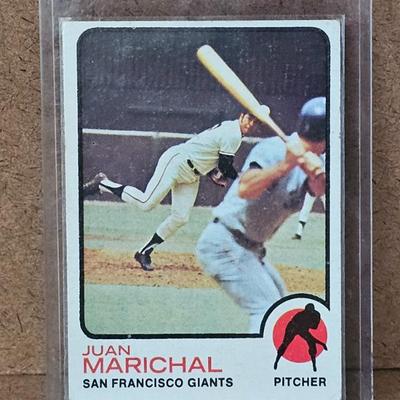 JUAN
MARICHAL
SAN FRANCISCO GIANTS
PITCHER